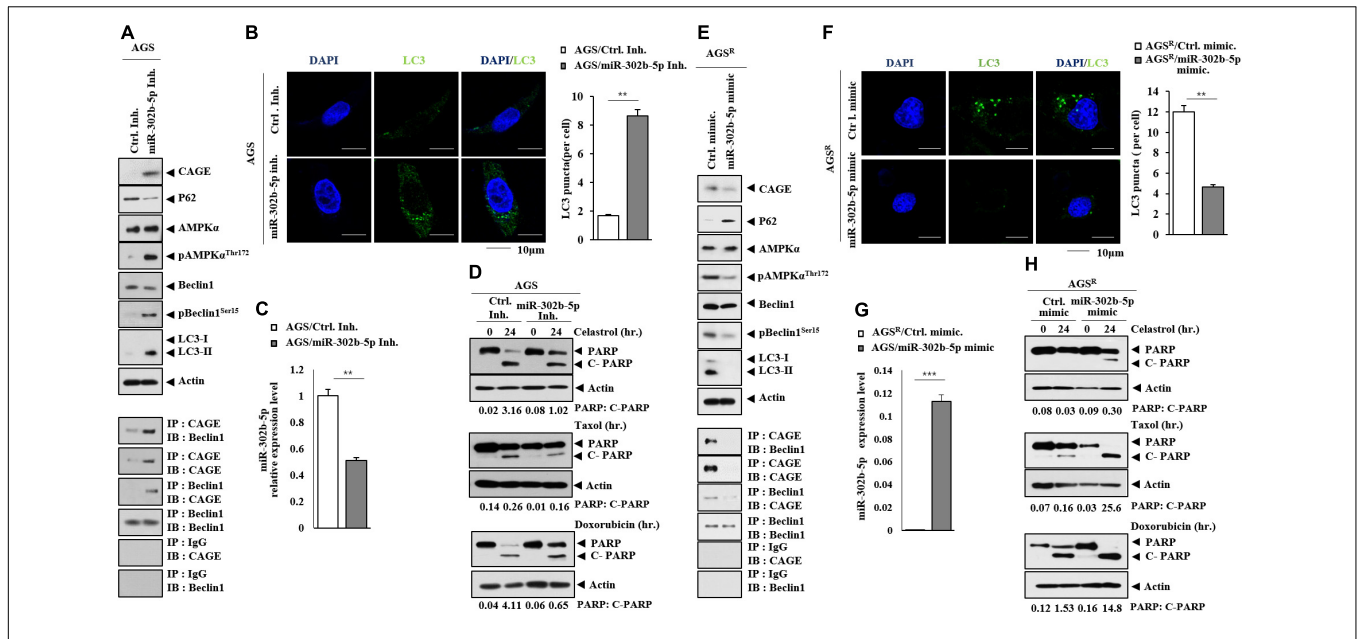 A
AGS
Ctrl. Inh.
miR-302b-5p Inh.
CAGE
P62
AMPKα
pAMPKαThr172
Beclin1
pBeclin1Ser15
LC3-I
LC3-II
Actin
IP : CAGE
IB : Beclin1
IP : CAGE
IB : CAGE
IP : Beclin1
IB : CAGE
IP : Beclin1
IB : Beclin1
IP : IgG
IB : CAGE
IP : IgG
IB : Beclin1
B
DAPI
LC3
DAPI/LC3
AGS
Ctrl . Inh.
miR-302b-5p inh.
10μm
AGS/Ctrl. Inh.
AGS/miR-302b-5p Inh.
LC3 puncta(per cell)
10
8
6
4
2
0
**
C
AGS/Ctrl. Inh.
AGS/miR-302b-5p Inh.
miR-302b-5p
relative expression level
1.2
1
0.8
0.6
0.4
0.2
0
**
D
AGS
Ctrl. Inh.
miR-302b-5p Inh.
0 24 0 24 Celastrol (hr.)
PARP
C- PARP
Actin
0.02 3.16 0.08 1.02 PARP: C-PARP
Taxol (hr.)
PARP
C- PARP
Actin
0.14 0.26 0.01 0.16 PARP: C-PARP
Doxorubicin (hr.)
PARP
C- PARP
Actin
0.04 4.11 0.06 0.65 PARP: C-PARP
E
AGSR
Ctrl. mimic.
miR-302b-5p mimic
CAGE
P62
AMPKα
pAMPKαThr172
Beclin1
pBeclin1Ser15
LC3-I
LC3-II
Actin
IP : CAGE
IB : Beclin1
IP : CAGE
IB : CAGE
IP : Beclin1
IB : CAGE
IP : Beclin1
IB : Beclin1
IP : IgG
IB : CAGE
IP : IgG
IB : Beclin1
F
DAPI
LC3
DAPI/LC3
AGSR
Ctr l. mimic
miR-302b-5p mimic
10μm
AGSR/Ctrl. mimic.
AGSR/miR-302b-5p
mimic.
LC3 puncta ( per cell)
14
12
10
8
6
4
2
0
**
G
AGSR/Ctrl. mimic.
AGS/miR-302b-5p mimic
miR-302b-5p expression level
0.14
0.12
0.1
0.08
0.06
0.04
0.02
0
***
H
AGSR
Ctrl. mimic
miR-302b-5p mimic
0 24 0 24 Celastrol (hr.)
PARP
C- PARP
Actin
0.08 0.03 0.09 0.30 PARP: C-PARP
Taxol (hr.)
PARP
C- PARP
Actin
0.07 0.16 0.03 25.6 PARP: C-PARP
Doxorubicin (hr.)
PARP
C- PARP
Actin
0.12 1.53 0.16 14.8 PARP: C-PARP